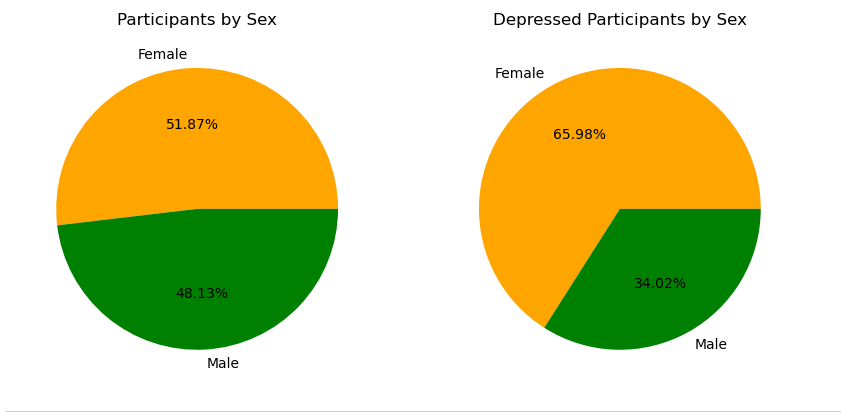 Participants by Sex
Female
51.87%
48.13%
Male
Depressed Participants by Sex
Female
65.98%
34.02%
Male